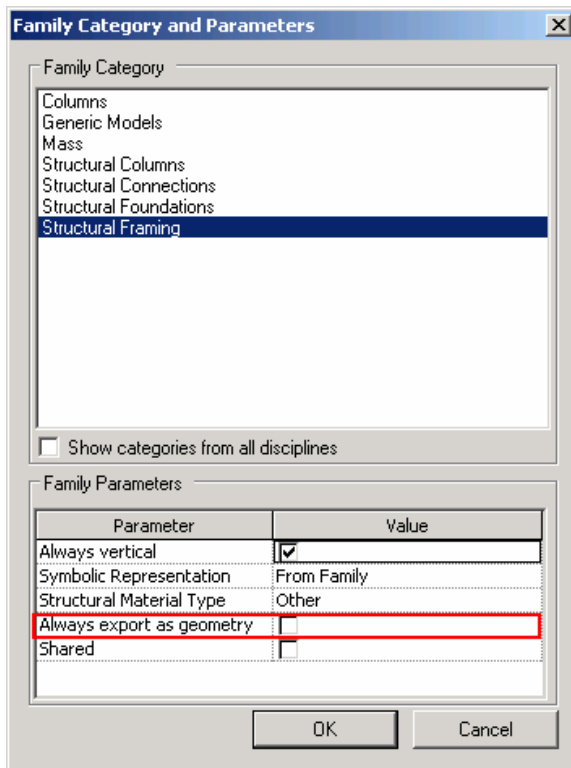 Family Category and Parameters
Family Category
Columns
Generic Models
Mass
Structural Columns
Structural Connections
Structural Foundations
Structural Framing
Show categories from all disciplines
Family Parameters
Parameter Value
Always vertical
Symbolic Representation From Family
Structural Material Type Other
Always export as geometry
Shared
OK Cancel